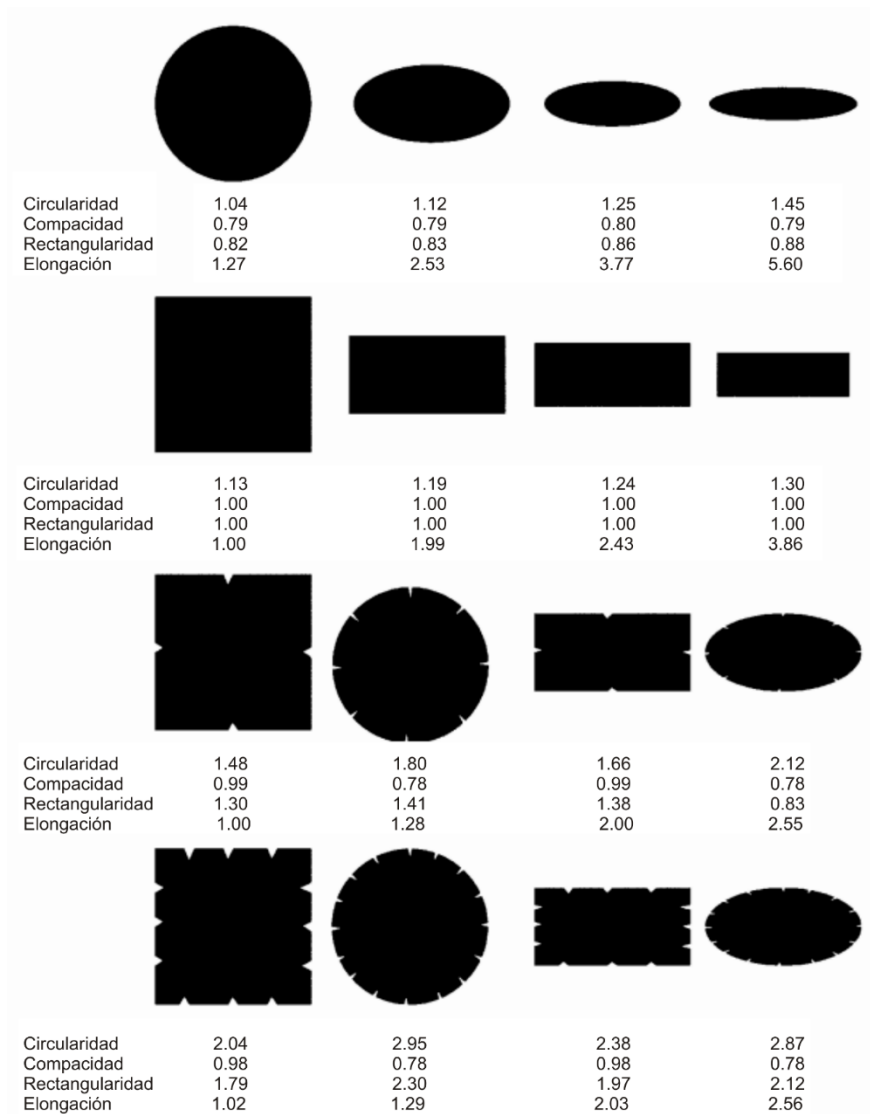 Circularidad 1.04 1.12 1.25 1.45
Compacidad 0.79 0.79 0.80 0.79
Rectangularidad 0.82 0.83 0.86 0.88
Elongación 1.27 2.53 3.77 5.60
Circularidad 1.13 1.19 1.24 1.30
Compacidad 1.00 1.00 1.00 1.00
Rectangularidad 1.00 1.00 1.00 1.00
Elongación 1.00 1.99 2.43 3.86
Circularidad 1.48 1.80 1.66 2.12
Compacidad 0.99 0.78 0.99 0.78
Rectangularidad 1.30 1.41 1.38 0.83
Elongación 1.00 1.28 2.00 2.55
Circularidad 2.04 2.95 2.38 2.87
Compacidad 0.98 0.78 0.98 0.78
Rectangularidad 1.79 2.30 1.97 2.12
Elongación 1.02 1.29 2.03 2.56